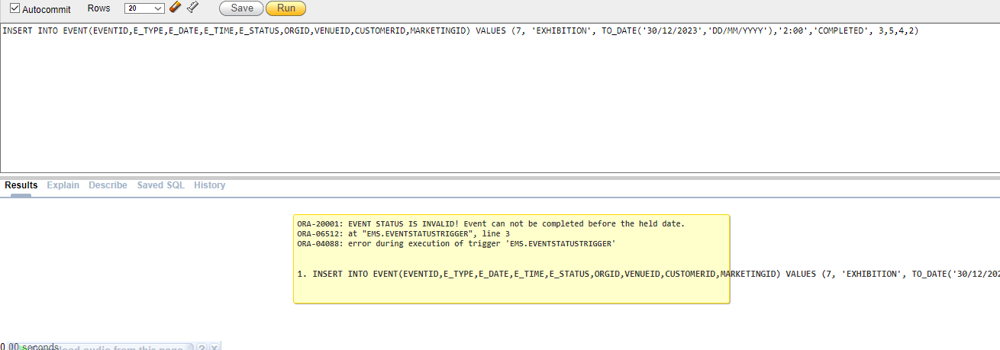 Autocommit Rows 20 Save Run
INSERT INTO EVENT(EVENTID,E_TYPE,E_DATE,E_TIME,E_STATUS,ORGID,VENUEID,CUSTOMERID,MARKETINGID) VALUES (7, 'EXHIBITION', TO_DATE('30/12/2023','DD/MM/YYYY'),'2:00','COMPLETED', 3,5,4,2)
Results Explain Describe Saved SQL History
ORA-20001: EVENT STATUS IS INVALID! Event can not be completed before the held date.
ORA-06512: at "EMS.EVENTSTATUSTRIGGER", line 3
ORA-04088: error during execution of trigger 'EMS.EVENTSTATUSTRIGGER'
1. INSERT INTO EVENT(EVENTID,E_TYPE,E_DATE,E_TIME,E_STATUS,ORGID,VENUEID,CUSTOMERID,MARKETINGID) VALUES (7, 'EXHIBITION', TO_DATE('30/12/202
seconds
audio from this page ? X